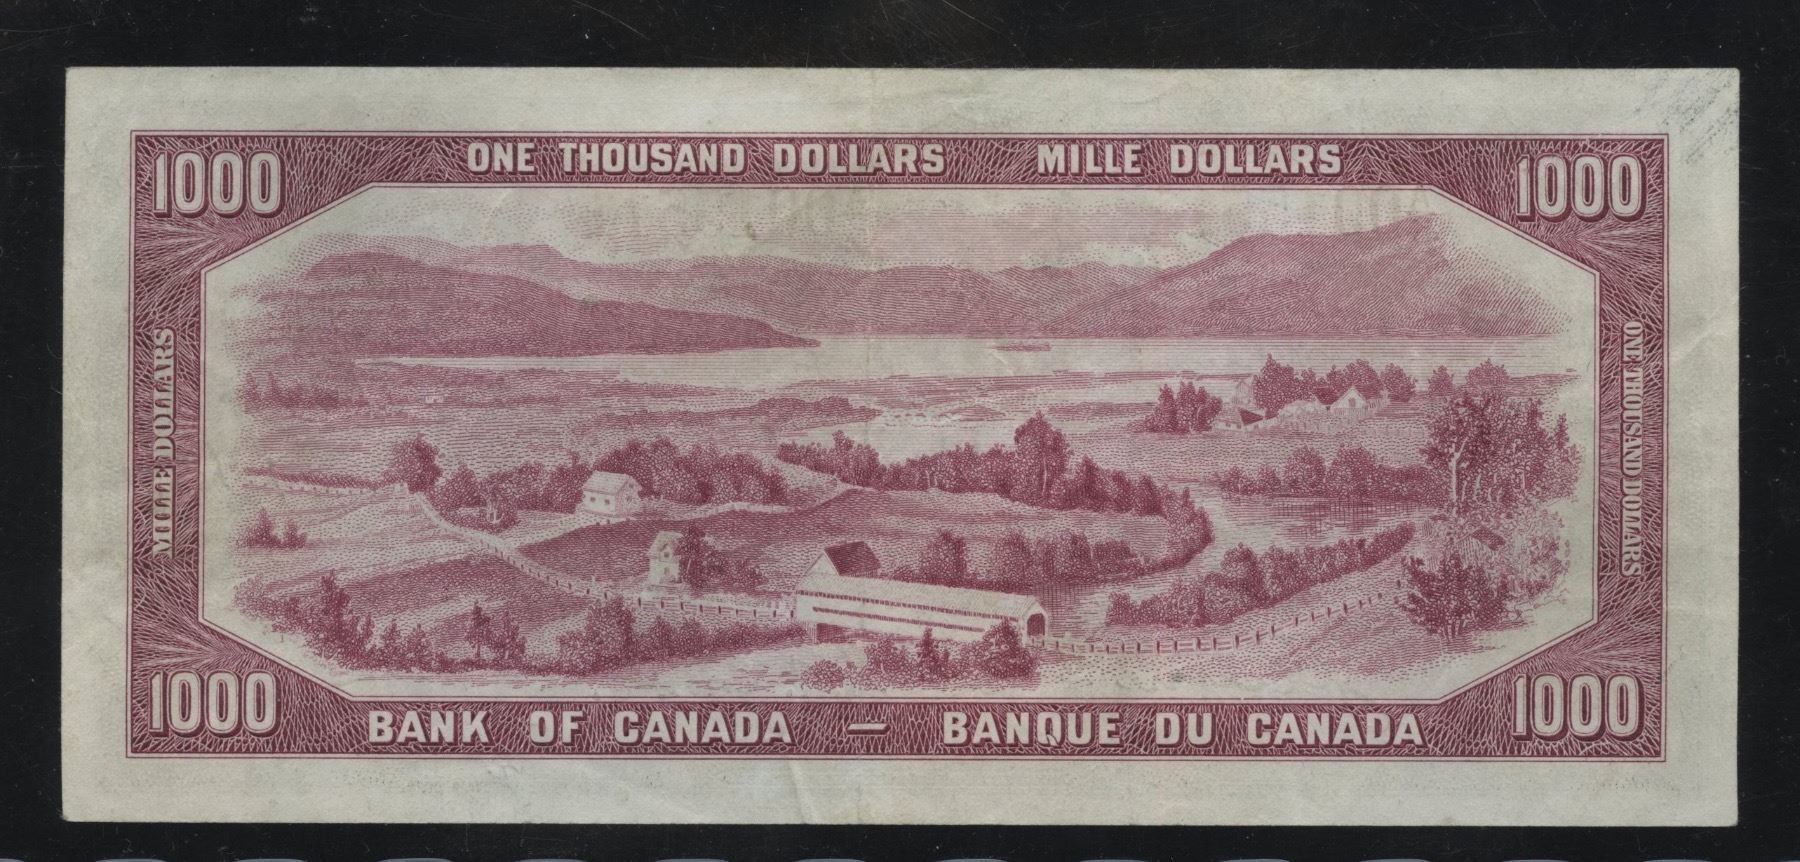 1000 ONE THOUSAND DOLLARS MILLE DOLLARS 1000
MILLE DOLLARS
ONE THOUSAND DOLLARS
1000 BANK OF CANADA — BANQUE DU CANADA 1000